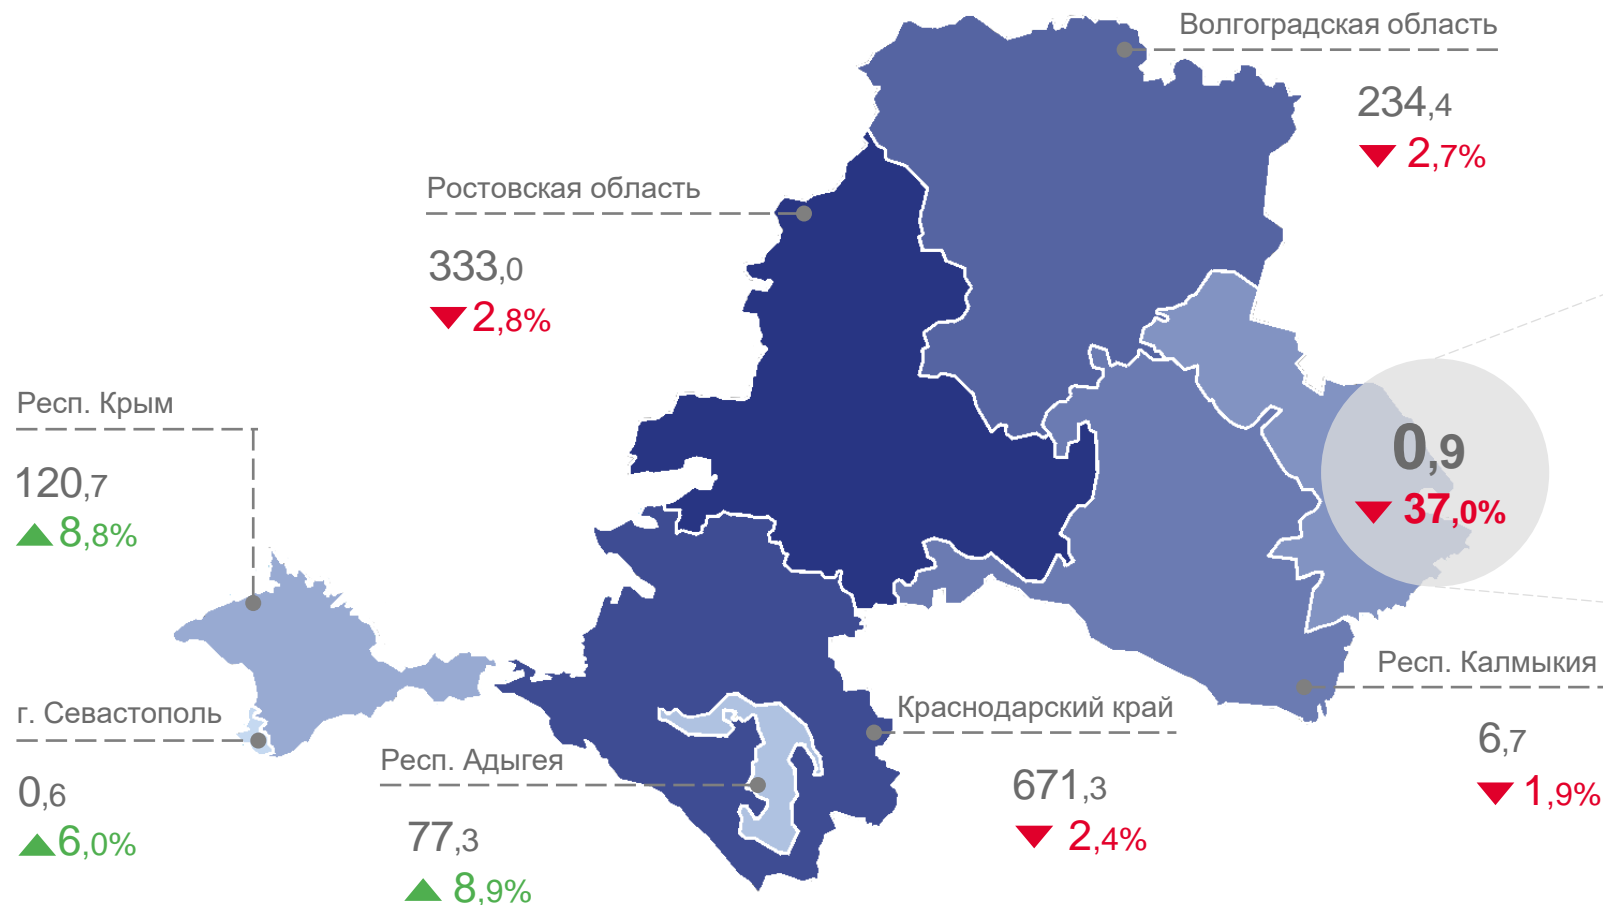 Волгоградская область
234,4
2,7%
Ростовская область
333,0
2,8%
Респ. Крым
120,7
8,8%
0,9
37,0%
Респ. Калмыкия
6,7
1,9%
г. Севастополь
0,6
6,0%
Респ. Адыгея
77,3
8,9%
Краснодарский край
671,3
2,4%